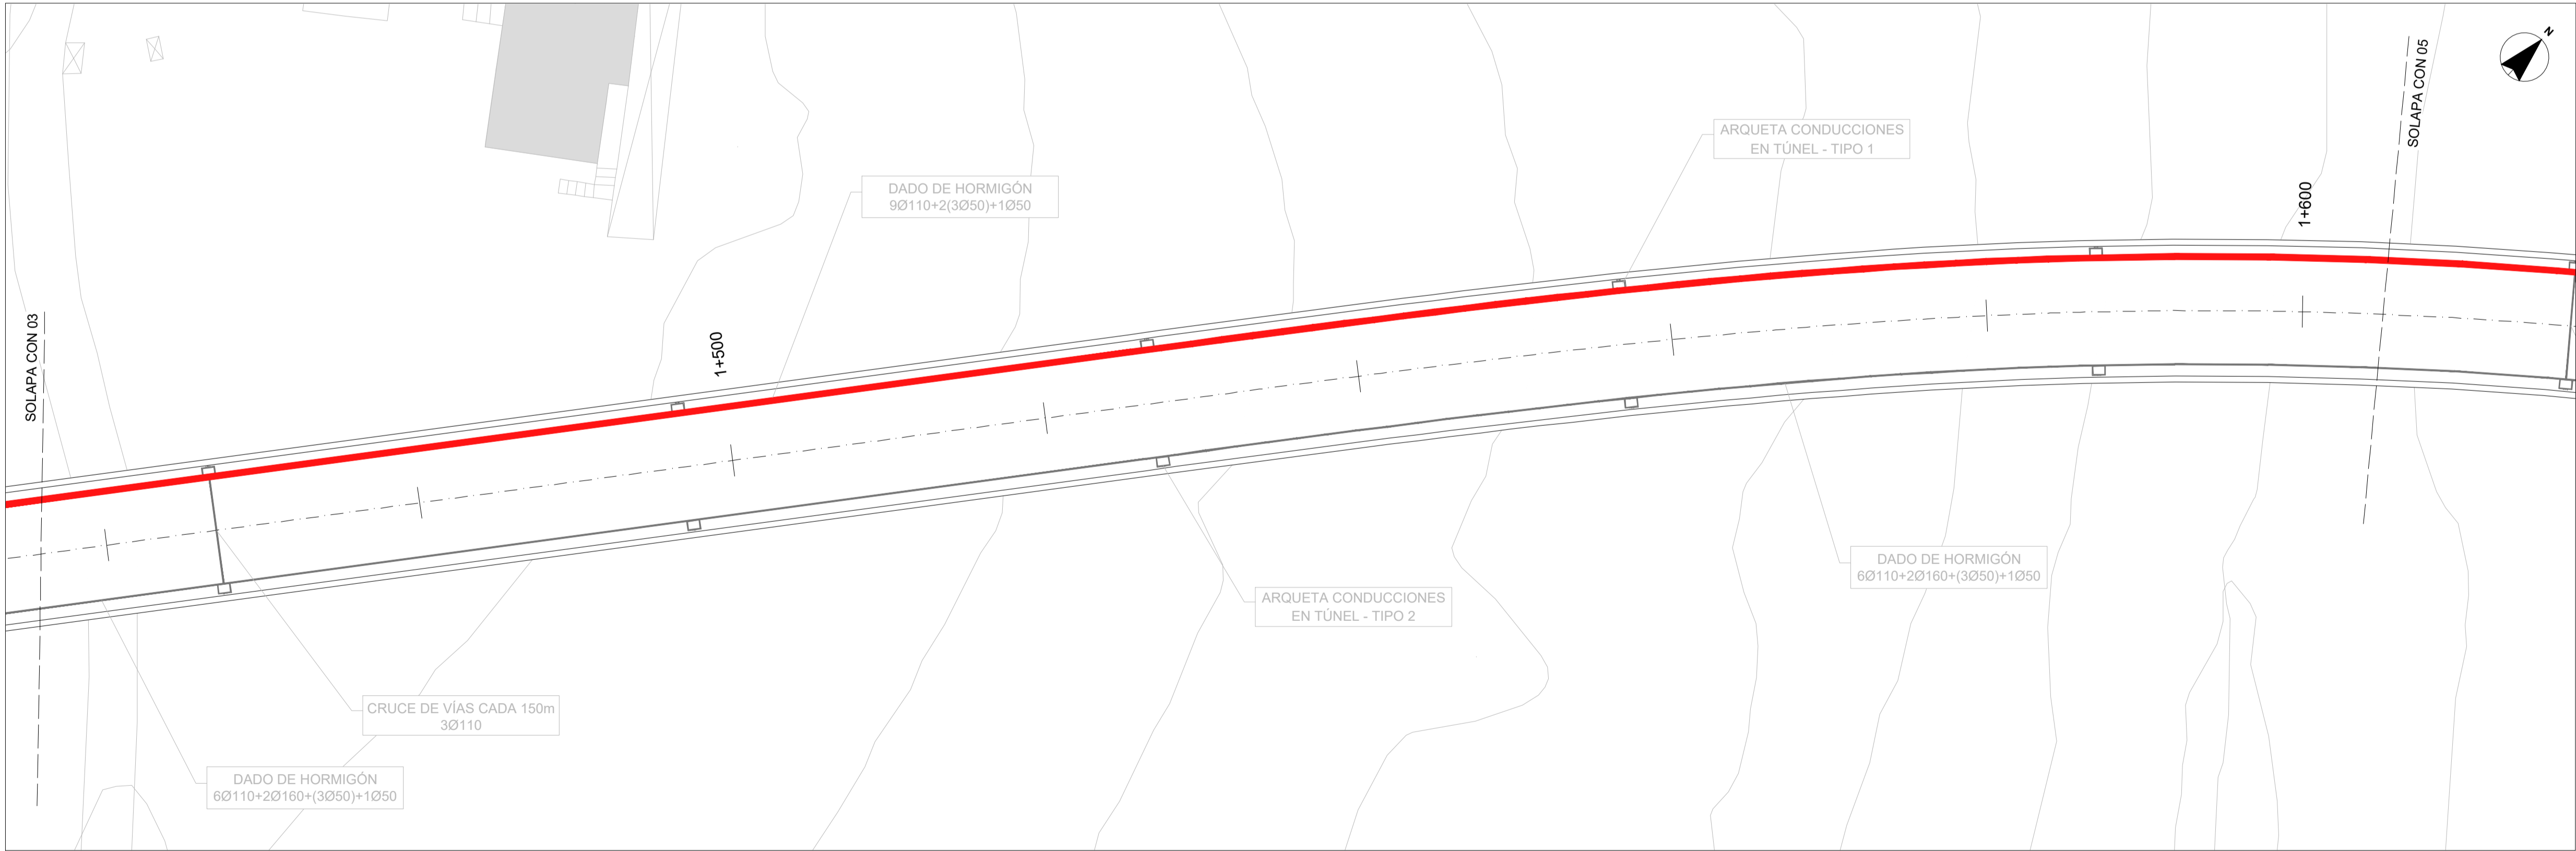 N
SOLAPA CON 03
SOLAPA CON 05
ARQUETA CONDUCCIONES
EN TÚNEL - TIPO 1
DADO DE HORMIGÓN
9Ø110+2(3Ø50)+1Ø50
1+600
1+500
DADO DE HORMIGÓN
6Ø110+2Ø160+(3Ø50)+1Ø50
ARQUETA CONDUCCIONES
EN TÚNEL - TIPO 2
CRUCE DE VÍAS CADA 150m
3Ø110
DADO DE HORMIGÓN
6Ø110+2Ø160+(3Ø50)+1Ø50